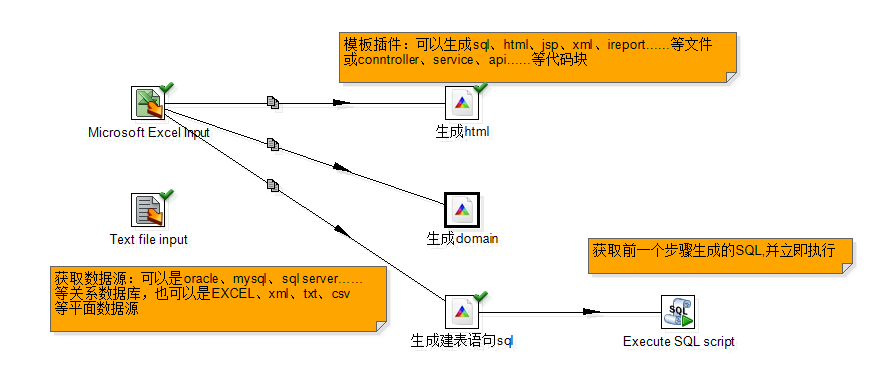 模板插件：可以生成sql、html、jsp、xml、ireport……等文件
或conntroller、service、api……等代码块
Microsoft Excel Input
生成html
Text file input
生成domain
获取前一个步骤生成的SQL,并立即执行
获取数据源：可以是oracle、mysql、sql server……
等关系数据库，也可以是EXCEL、xml、txt、csv
等平面数据源
SQL
生成建表语句sql
Execute SQL script